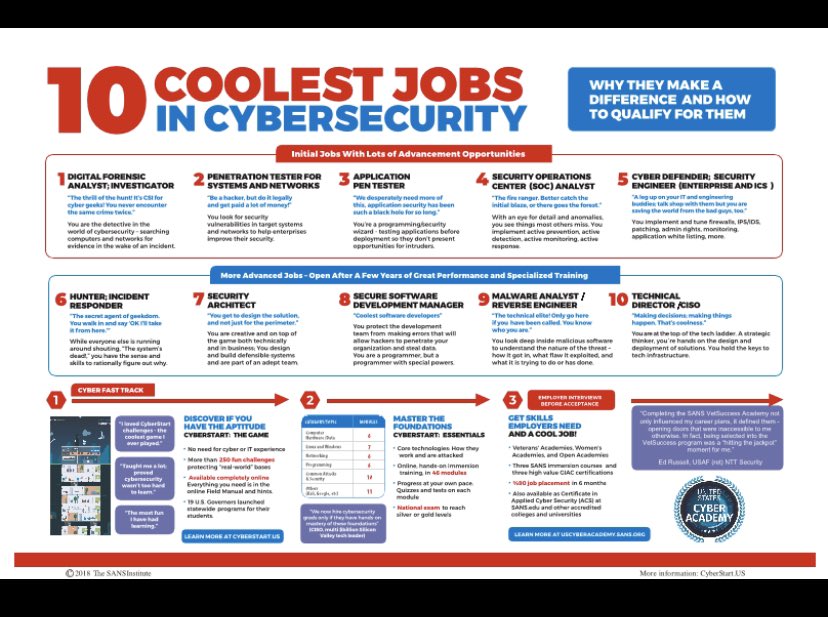 10 COOLEST JOBS
IN CYBERSECURITY
WHY THEY MAKE A
DIFFERENCE AND HOW
TO QUALIFY FOR THEM
Initial Jobs With Lots of Advancement Opportunities
1 DIGITAL FORENSIC
ANALYST; INVESTIGATOR
"The thrill of the hunt! It's CSI for
cyber geeks! You never encounter
the same crime twice."
You are the detective in the
world of cybersecurity - searching
computers and networks for
evidence in the wake of an incident.
2 PENETRATION TESTER FOR
SYSTEMS AND NETWORKS
"Be a hacker, but do it legally
and get paid a lot of money!"
You look for security
vulnerabilities in target systems
and networks to help enterprises
improve their security.
3 APPLICATION
PEN TESTER
"We desperately need more of
this, application security has been
such a black hole for so long."
You're a programming/security
wizard - testing applications before
deployment so they don't present
opportunities for intruders.
4 SECURITY OPERATIONS
CENTER (SOC) ANALYST
"The fire ranger. Better catch the
initial blaze, or there goes the forest."
With an eye for detail and anomalies,
you see things most others miss. You
implement active prevention, active
detection, active monitoring, active
response.
5 CYBER DEFENDER; SECURITY
ENGINEER (ENTERPRISE AND ICS )
"A leg up on your IT and engineering
buddies: talk shop with them but you are
saving the world from the bad guys, too."
You implement and tune firewalls, IPS/IDS,
patching, admin rights, monitoring,
application white listing, more.
More Advanced Jobs - Open After A Few Years of Great Performance and Specialized Training
6 HUNTER; INCIDENT
RESPONDER
"The secret agent of geekdom.
You walk in and say 'OK I'll take
it from here.'"
While everyone else is running
around shouting, "The system's
dead," you have the sense and
skills to rationally figure out why.
7 SECURITY
ARCHITECT
"You get to design the solution,
and not just for the perimeter."
You are creative and on top of
the game both technically
and in business; You design
and build defensible systems
and are part of an adept team.
8 SECURE SOFTWARE
DEVELOPMENT MANAGER
"Coolest software developers"
You protect the development
team from making errors that will
allow hackers to penetrate your
organization and steal data.
You are a programmer, but a
programmer with special powers.
9 MALWARE ANALYST /
REVERSE ENGINEER
"The technical elite! Only go here
if you have been called. You know
who you are."
You look deep inside malicious software
to understand the nature of the threat -
how it got in, what flaw it exploited, and
what it is trying to do or has done.
10 TECHNICAL
DIRECTOR /CISO
"Making decisions; making things
happen. That's coolness."
You are at the top of the tech ladder. A strategic
thinker, you're hands on the design and
deployment of solutions. You hold the keys to
tech infrastructure.
CYBER FAST TRACK
1
"I loved CyberStart
challenges - the
coolest game I
ever played."
"Taught me a lot;
proved
cybersecurity
wasn't too hard
to learn."
"The most fun
I have had
learning."
DISCOVER IF YOU
HAVE THE APTITUDE
CYBERSTART: THE GAME
• No need for cyber or IT experience
• More than 250 fun challenges
protecting "real-world" bases
• Available completely online
Everything you need is in the
online Field Manual and hints.
• 19 U.S. Governors launched
statewide programs for their
students.
LEARN MORE AT CYBERSTART.US
2
MODULES
Computer
Hardware, Data 6
Linux and Windows 7
Networking 6
Programming 6
Common Attacks
& Security
11
"We now hire cybersecurity
grads only if they have hands on
mastery of these foundations"
(CISO, multi $billion Silicon
Valley tech leader)
MASTER THE
FOUNDATIONS
CYBERSTART: ESSENTIALS
• Core technologies: How they
work and are attacked
• Online, hands-on immersion
training, in 46 modules
• Progress at your own pace.
Quizzes and tests on each
module
• National exam to reach
silver or gold levels
3
EMPLOYER INTERVIEWS
BEFORE ACCEPTANCE
GET SKILLS
EMPLOYERS NEED
AND A COOL JOB!
• Veterans' Academies, Women's
Academies, and Open Academies
• Three SANS immersion courses and
three high value GIAC certifications
• %90 job placement in 6 months
• Also available as Certificate in
Applied Cyber Security (ACS) at
SANS.edu and other accredited
colleges and universities
LEARN MORE AT USCYBERACADEMY.SANS.ORG
"Completing the SANS VetSuccess Academy not
only influenced my career plans, it defined them -
opening doors that were inaccessible to me
otherwise. In fact, being selected into the
VetSuccess program was a "hitting the jackpot"
moment for me."
Ed Russell, USAF (ret) NTT Security
CYBER
ACADEMY
© 2018 The SANSInstitute
More information: CyberStart.US